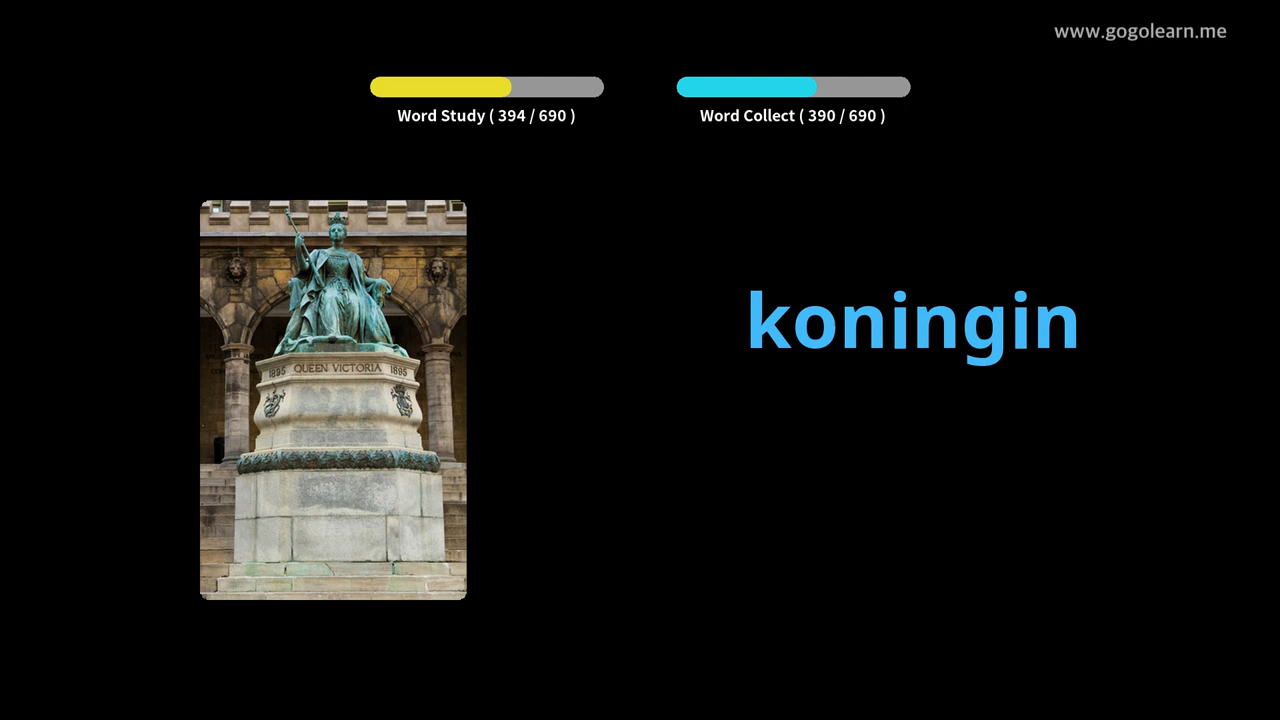 www.gogolearn.me
Word Study ( 394 / 690 )
Word Collect ( 390 / 690 )
koningin
1895 QUEEN VICTORIA 1895